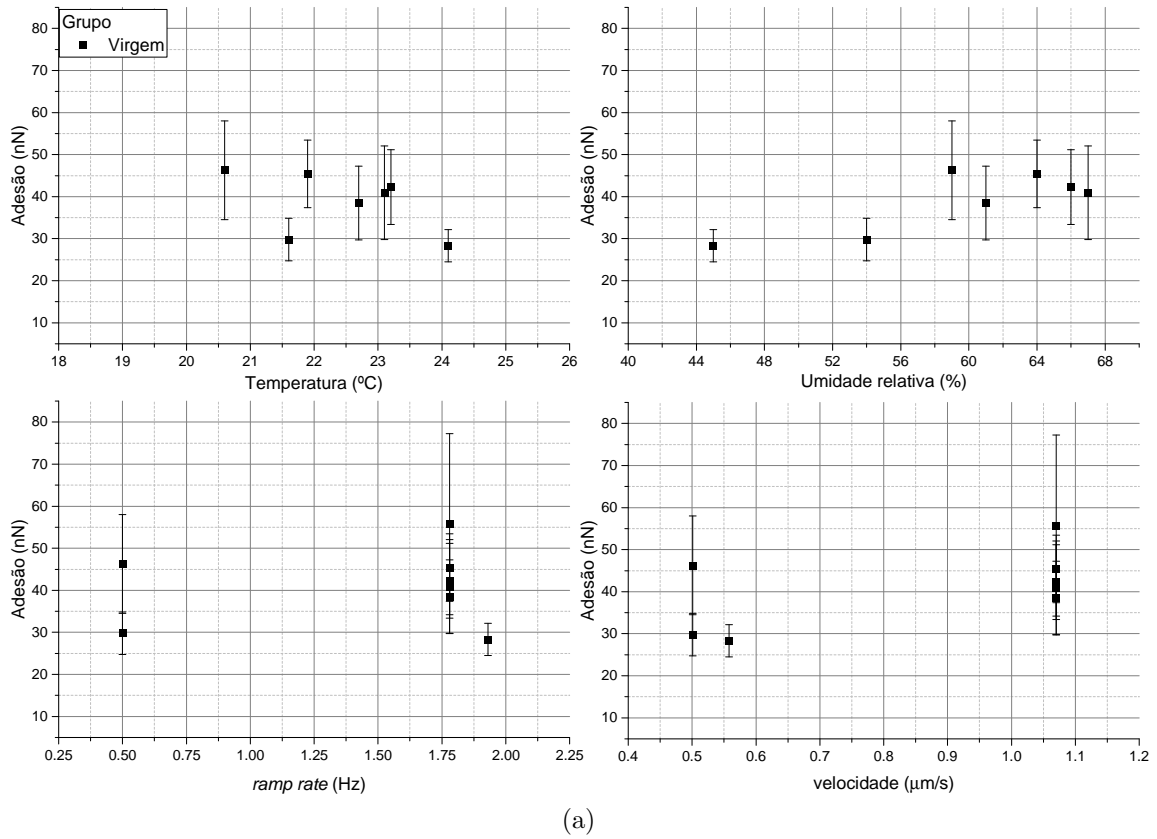 Grupo
Virgem
80
70
60
50
40
30
20
10
Adesão (nN)
18 19 20 21 22 23 24 25 26
Temperatura (ºC)
80
70
60
50
40
30
20
10
Adesão (nN)
40 44 48 52 56 60 64 68
Umidade relativa (%)
80
70
60
50
40
30
20
10
Adesão (nN)
0.25 0.50 0.75 1.00 1.25 1.50 1.75 2.00 2.25
ramp rate (Hz)
80
70
60
50
40
30
20
10
Adesão (nN)
0.4 0.5 0.6 0.7 0.8 0.9 1.0 1.1 1.2
velocidade (μm/s)
(a)